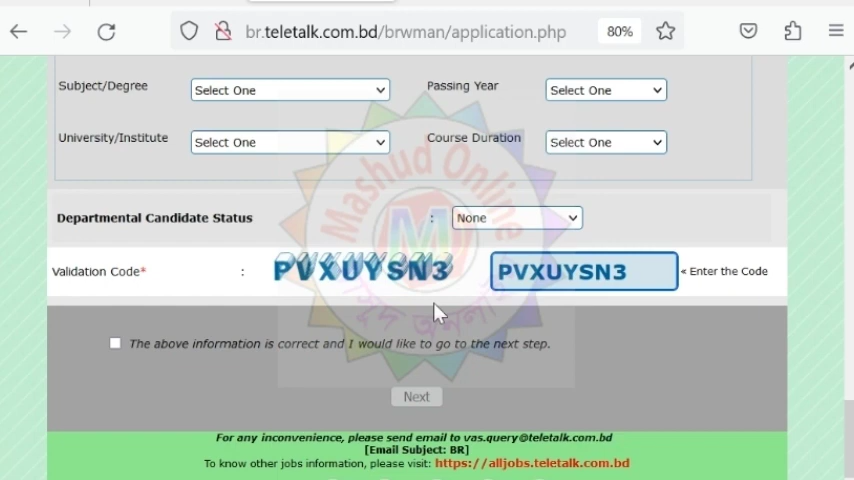 br.teletalk.com.bd/brwman/application.php
80%
Subject/Degree
Select One
Passing Year
Select One
University/Institute
Select One
Course Duration
Select One
Departmental Candidate Status
:
None
Validation Code*
:
PVXUYSN3
PVXUYSN3
« Enter the Code
The above information is correct and I would like to go to the next step.
Next
For any inconvenience, please send email to vas.query@teletalk.com.bd
[Email Subject: BR]
To know other jobs information, please visit: https://alljobs.teletalk.com.bd
Mashud Online
M